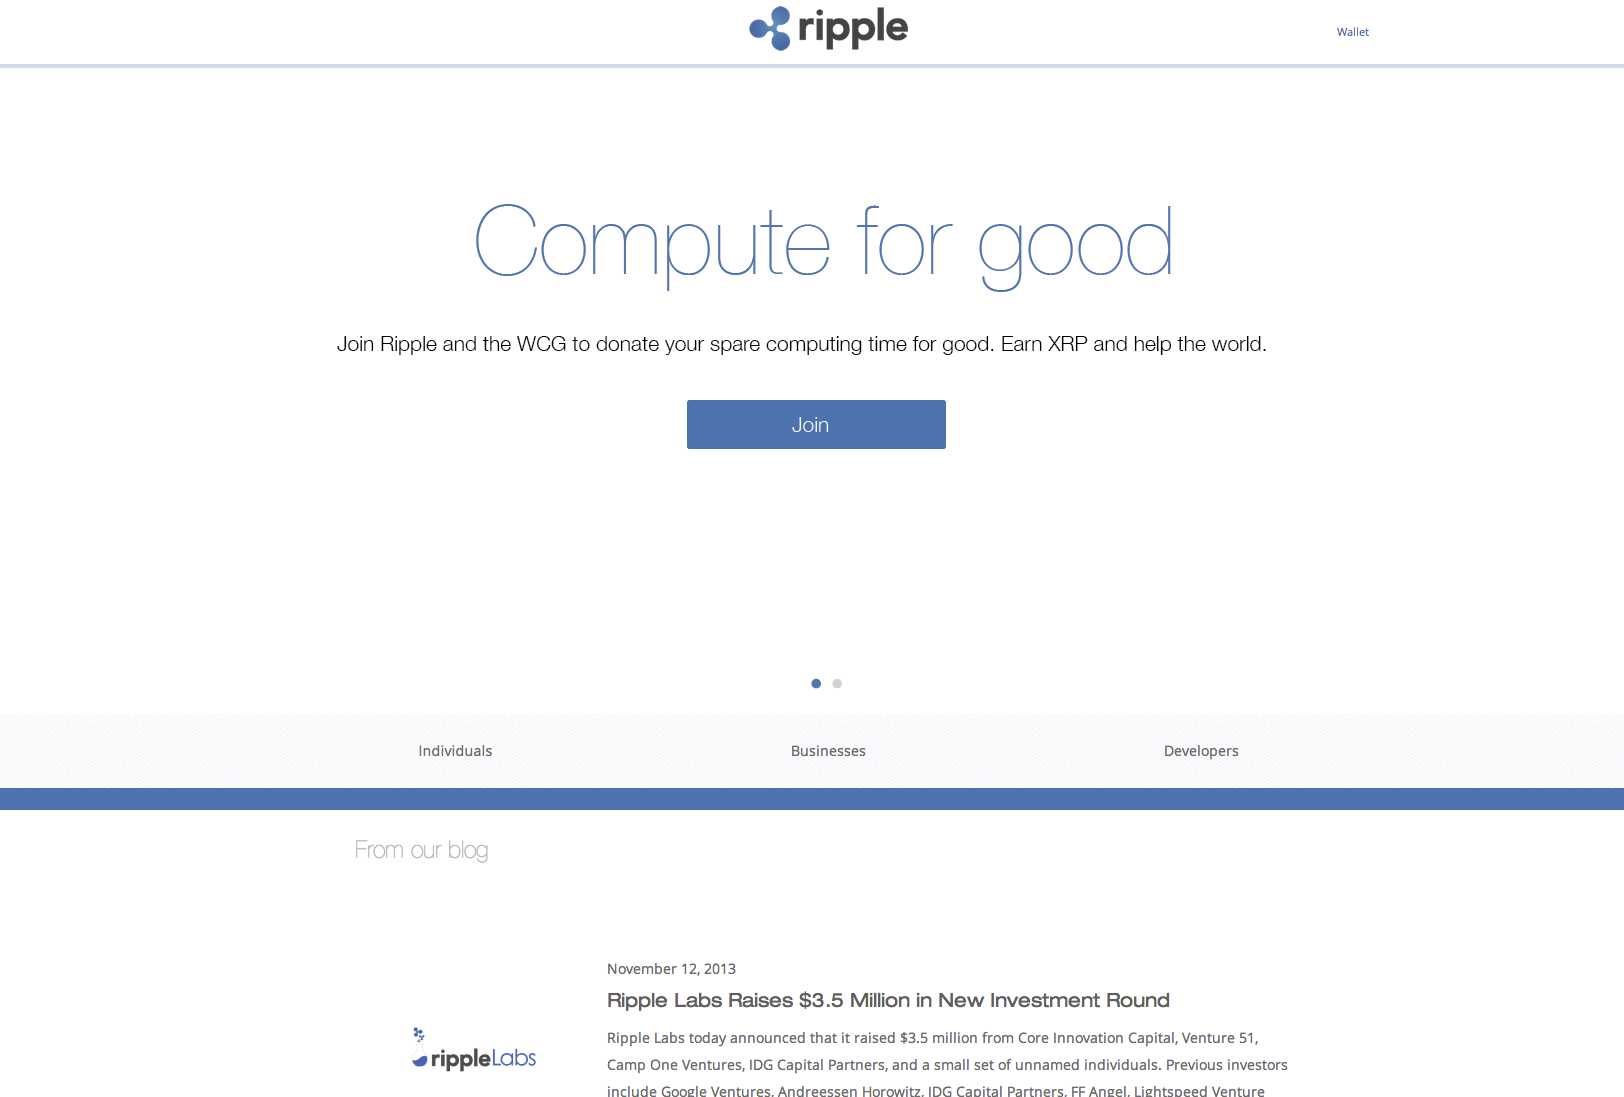 ripple
Wallet
Compute for good
Join Ripple and the WCG to donate your spare computing time for good. Earn XRP and help the world.
Join
Individuals
Businesses
Developers
From our blog
November 12, 2013
Ripple Labs Raises $3.5 Million in New Investment Round
rippleLabs
Ripple Labs today announced that it raised $3.5 million from Core Innovation Capital, Venture 51,
Camp One Ventures, IDG Capital Partners, and a small set of unnamed individuals. Previous investors
include Google Ventures, Andreessen Horowitz, IDG Capital Partners, FF Angel, Lightspeed Venture